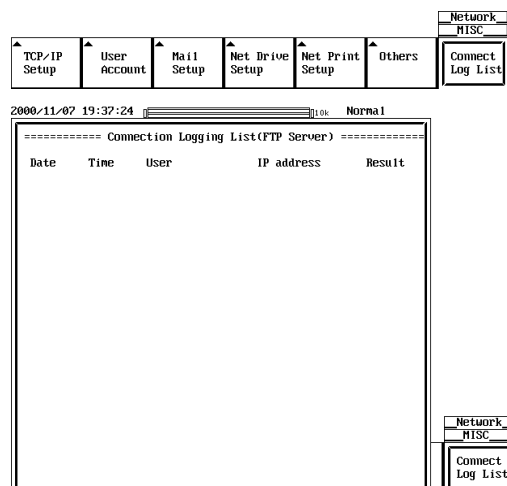 Network
MISC
TCP/IP Setup
User Account
Mail Setup
Net Drive Setup
Net Print Setup
Others
Connect Log List
2000/11/07 19:37:24 10k Normal
============ Connection Logging List(FTP Server) ============
Date Time User IP address Result
Network
MISC
Connect Log List